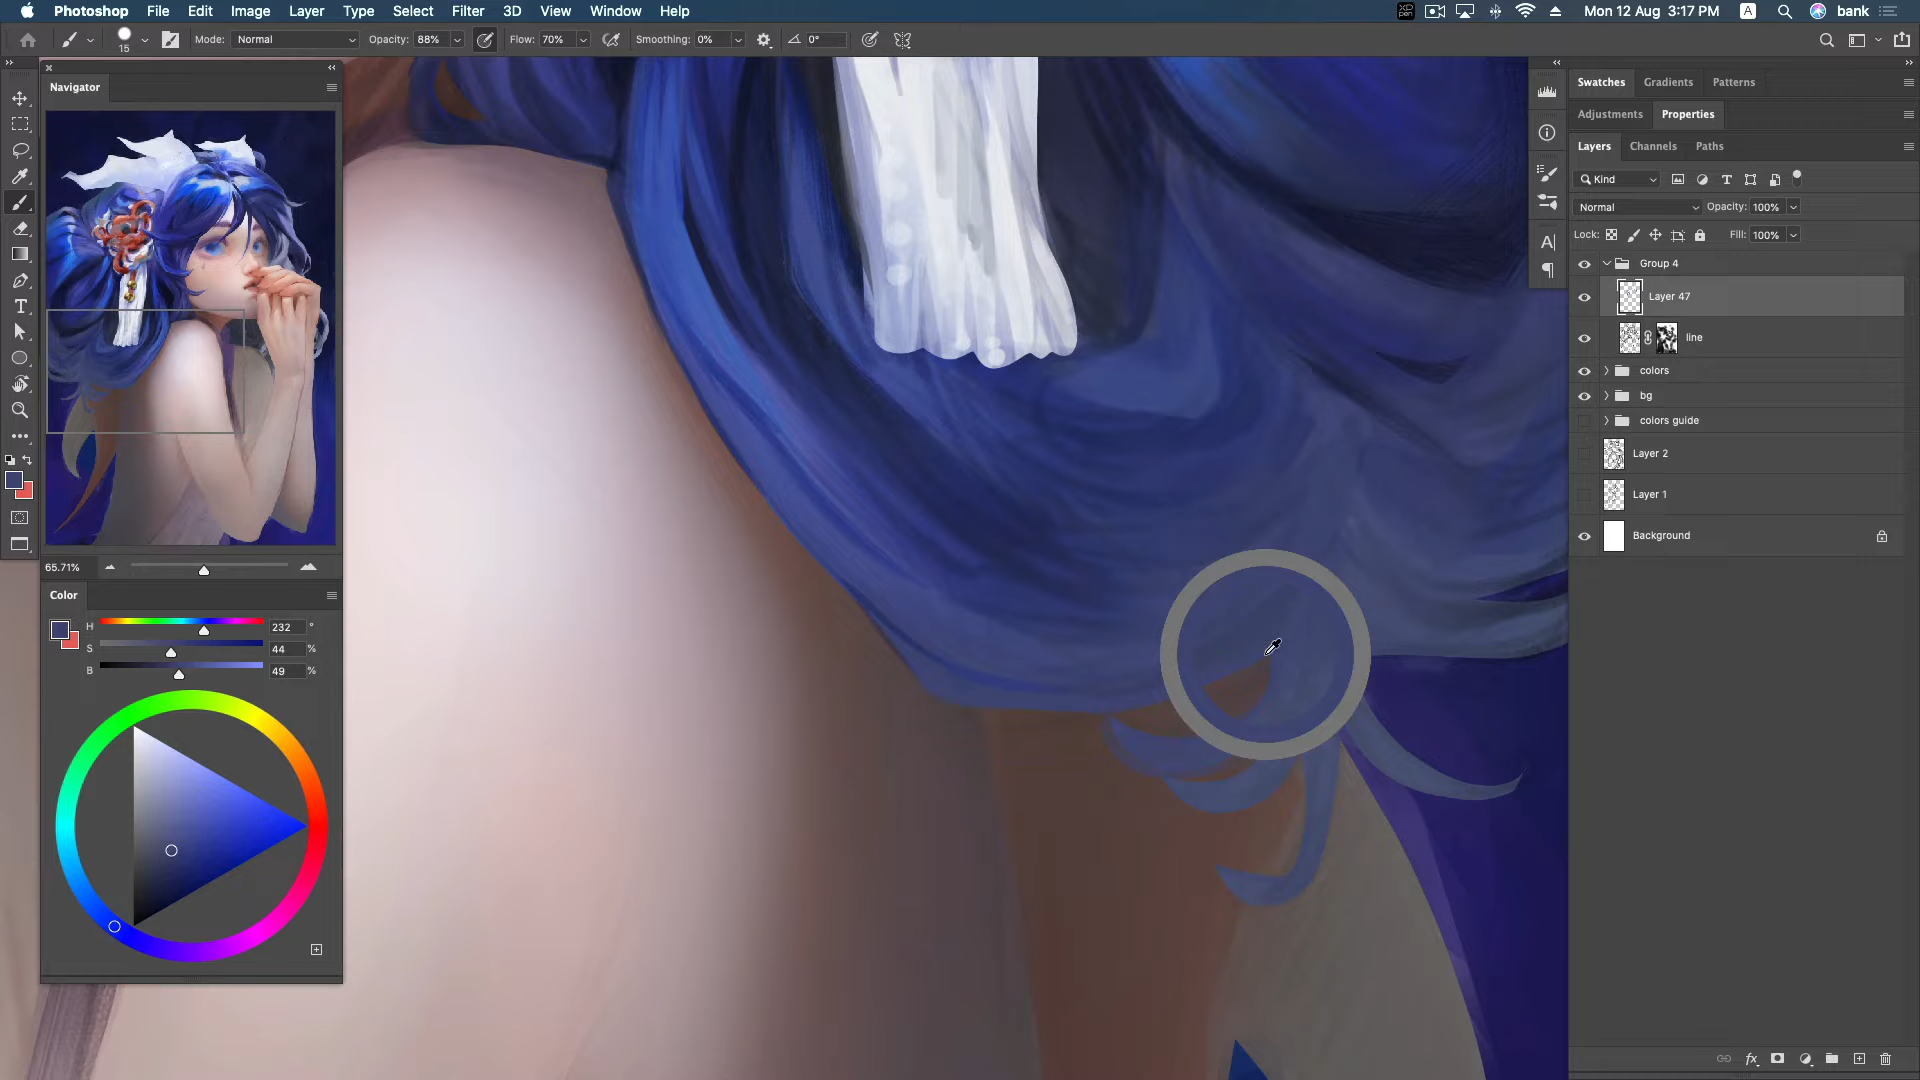 Photoshop File Edit Image Layer Type Select Filter 3D View Window Help Mon 12 Aug 3:17 PM A bank
15 Mode: Normal Opacity: 88% Flow: 70% Smoothing: 0% 0°
Navigator
65.71%
Color
H 232 °
S 44 %
B 49 %
Swatches Gradients Patterns
Adjustments Properties
Layers Channels Paths
Kind
Normal Opacity: 100%
Lock: Fill: 100%
Group 4
Layer 47
line
colors
bg
colors guide
Layer 2
Layer 1
Background